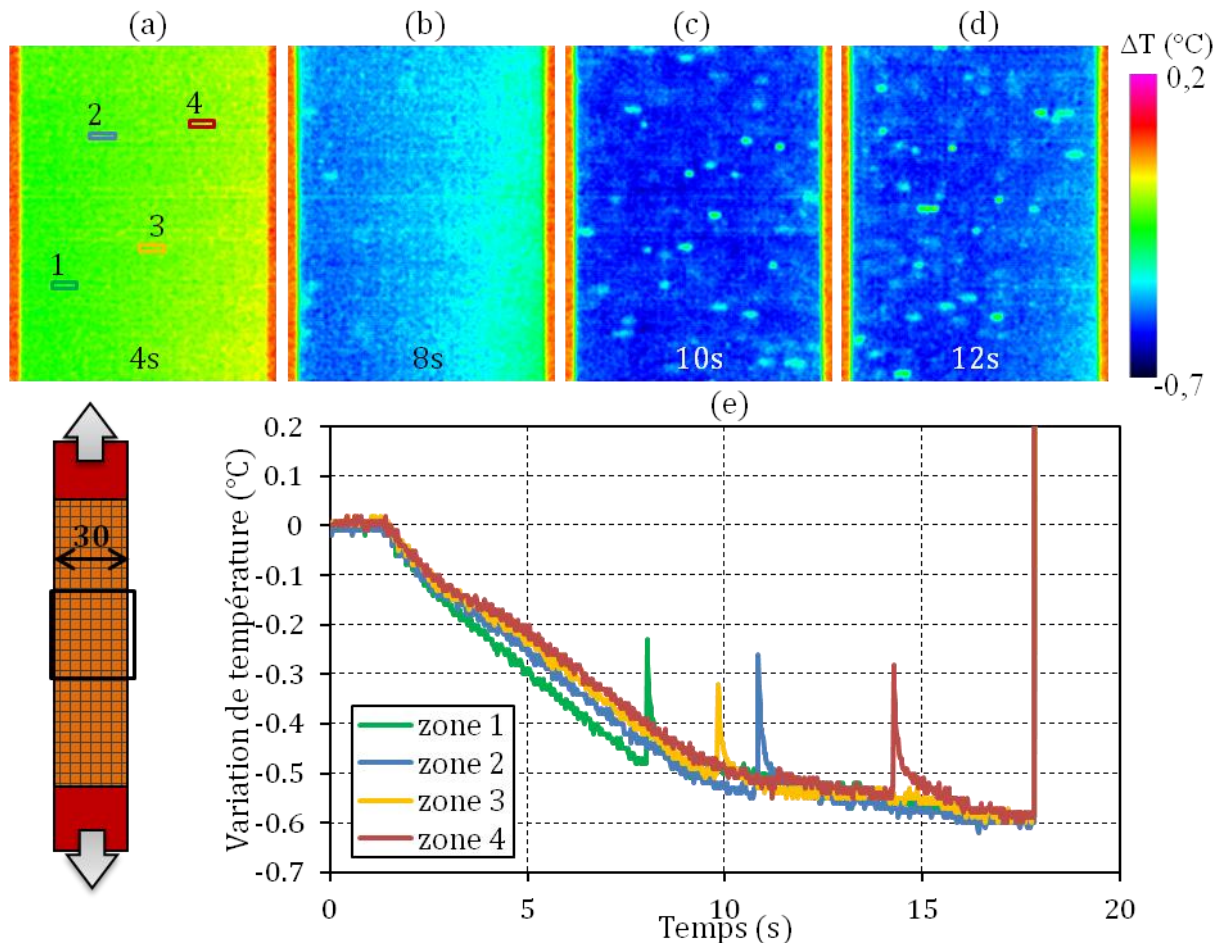 (a) (b) (c) (d)
ΔT (°C)
0,2
-0,7
2 4
3
1
4s 8s 10s 12s
30
(e)
Variation de température (°C)
0.2
0.1
0
-0.1
-0.2
-0.3
-0.4
-0.5
-0.6
-0.7
zone 1
zone 2
zone 3
zone 4
0 5 10 15 20
Temps (s)